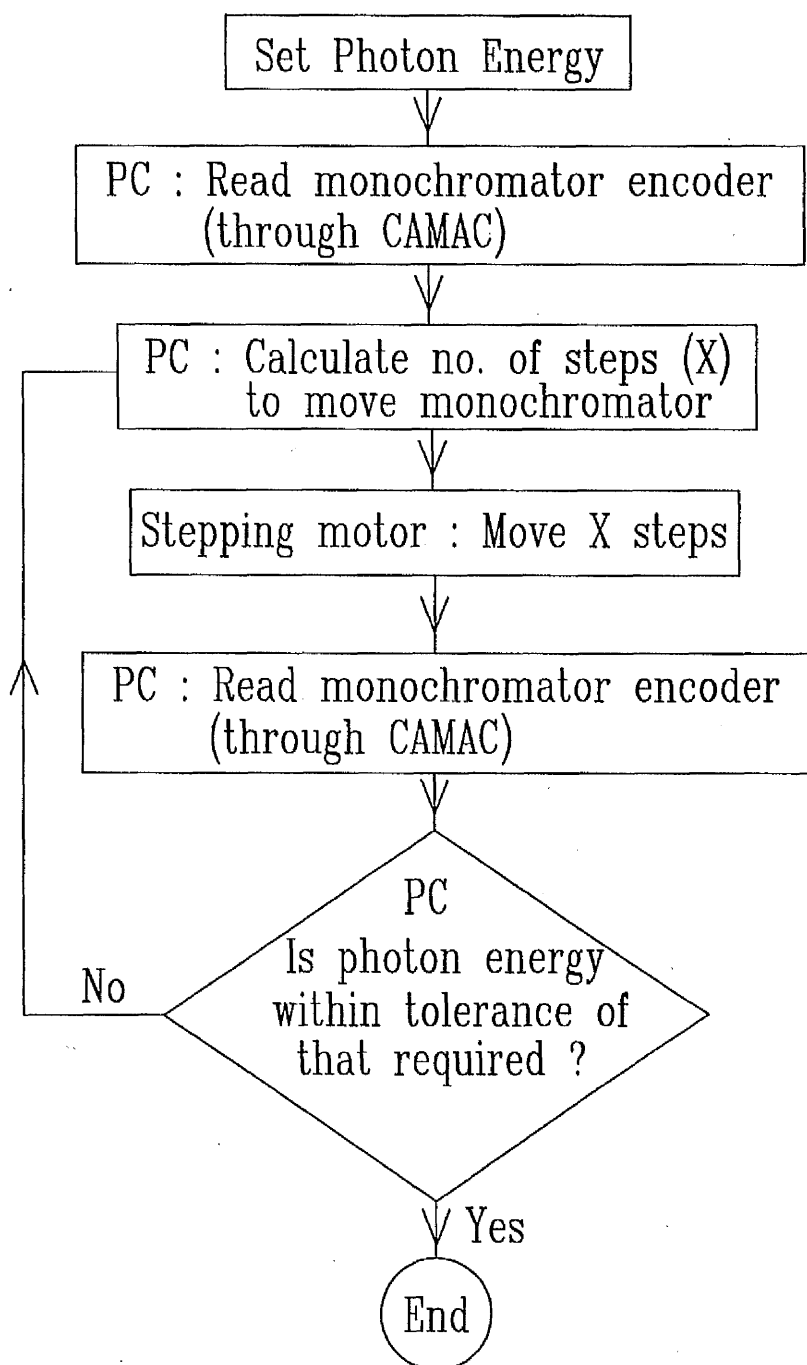 Set Photon Energy
PC : Read monochromator encoder
(through CAMAC)
PC : Calculate no. of steps (X)
to move monochromator
Stepping motor : Move X steps
PC : Read monochromator encoder
(through CAMAC)
PC
Is photon energy
within tolerance of
that required ?
No
Yes
End